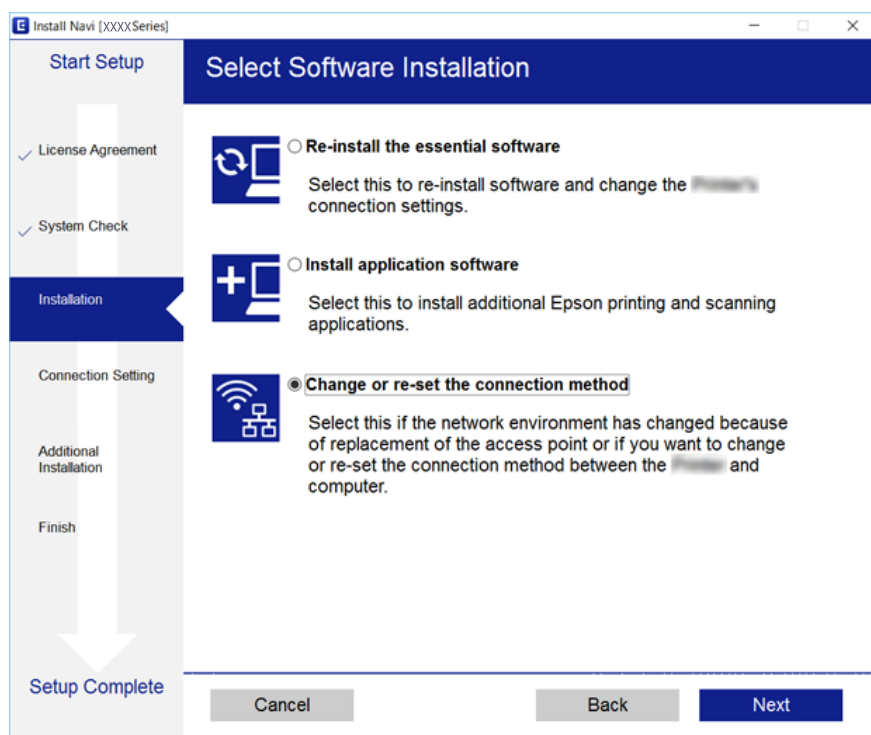 Install Navi [XXXX Series]
Start Setup
License Agreement
System Check
Installation
Connection Setting
Additional
Installation
Finish
Setup Complete
Select Software Installation
Re-install the essential software
Select this to re-install software and change the
connection settings.
Install application software
Select this to install additional Epson printing and scanning
applications.
Change or re-set the connection method
Select this if the network environment has changed because
of replacement of the access point or if you want to change
or re-set the connection method between the and
computer.
Cancel
Back
Next